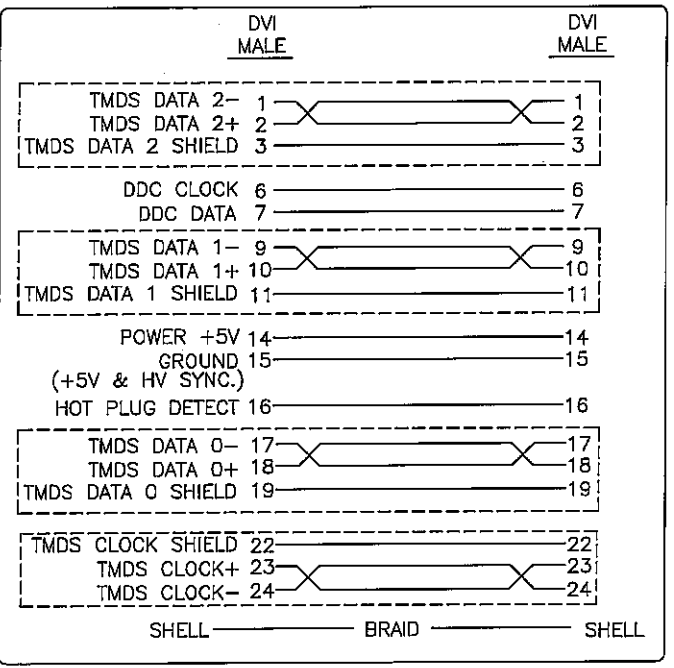 DVI DVI
MALE MALE
TMDS DATA 2- 1 1
TMDS DATA 2+ 2 2
TMDS DATA 2 SHIELD 3 3
DDC CLOCK 6 6
DDC DATA 7 7
TMDS DATA 1- 9 9
TMDS DATA 1+ 10 10
TMDS DATA 1 SHIELD 11 11
POWER +5V 14 14
GROUND 15 15
(+5V & HV SYNC.)
HOT PLUG DETECT 16 16
TMDS DATA 0- 17 17
TMDS DATA 0+ 18 18
TMDS DATA 0 SHIELD 19 19
TMDS CLOCK SHIELD 22 22
TMDS CLOCK+ 23 23
TMDS CLOCK- 24 24
SHELL BRAID SHELL